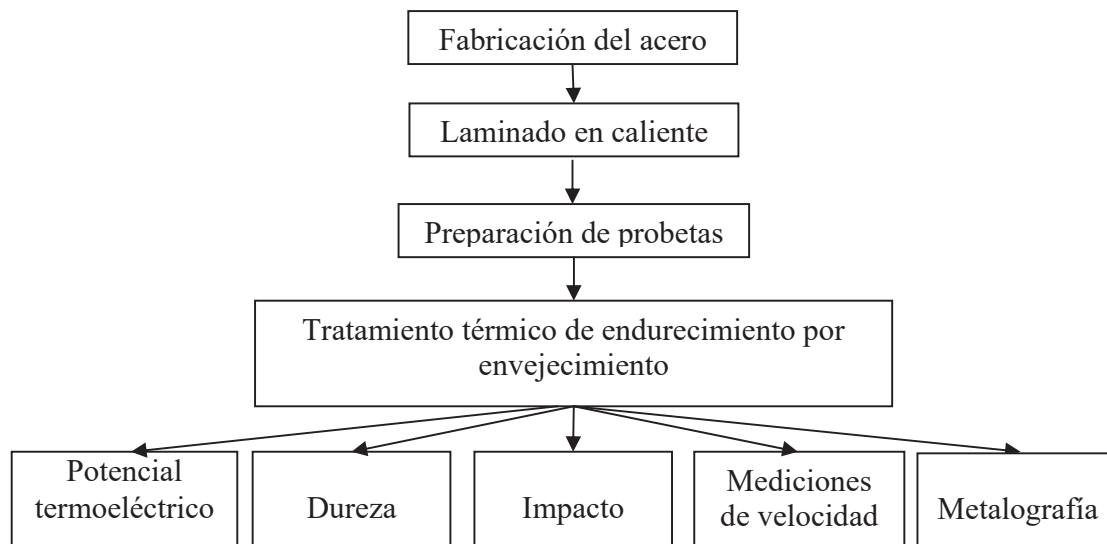 Fabricación del acero
Laminado en caliente
Preparación de probetas
Tratamiento térmico de endurecimiento por
envejecimiento
Potencial
termoeléctrico
Dureza
Impacto
Mediciones
de velocidad
Metalografía